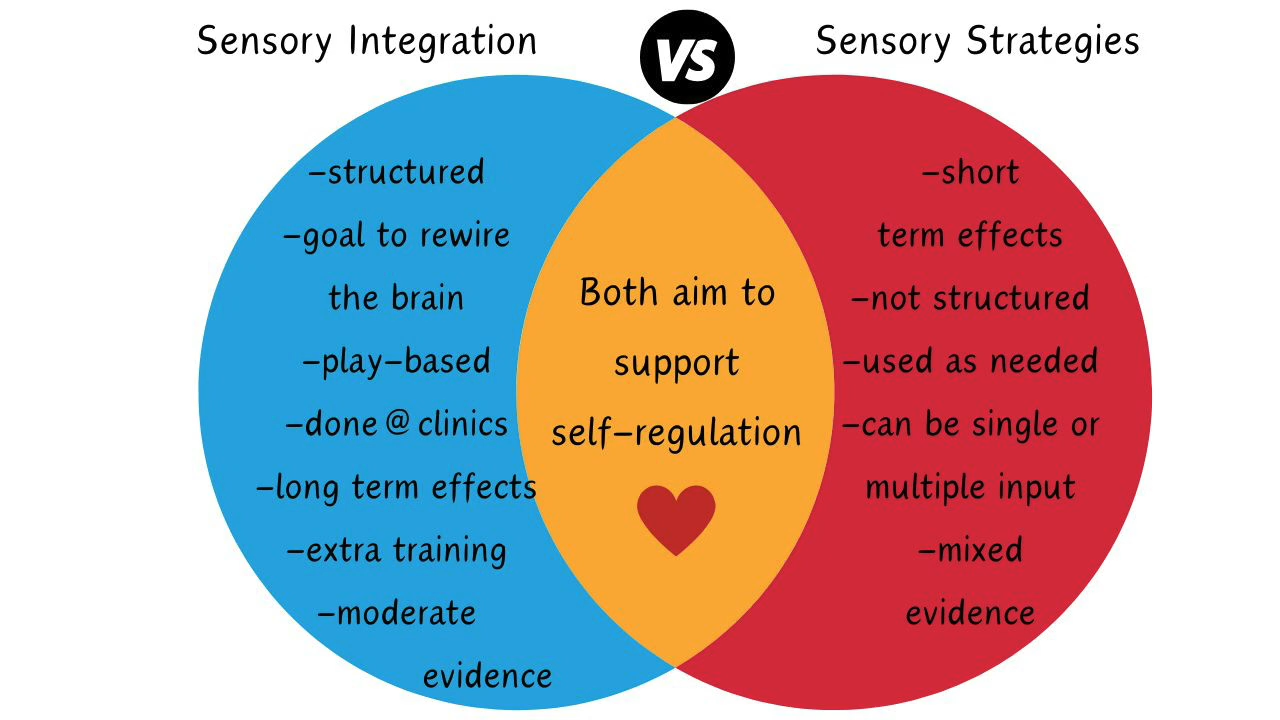 Sensory Integration
VS
Sensory Strategies
–structured
–goal to rewire
the brain
–play–based
–done @ clinics
–long term effects
–extra training
–moderate
evidence
Both aim to
support
self–regulation
–short
term effects
–not structured
–used as needed
–can be single or
multiple input
–mixed
evidence